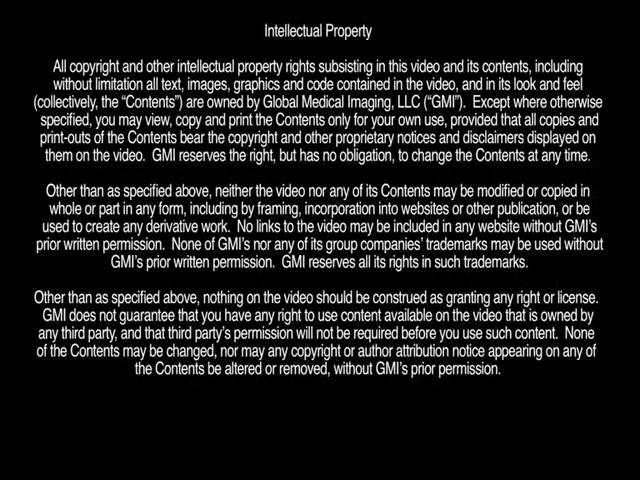 Intellectual Property
All copyright and other intellectual property rights subsisting in this video and its contents, including
without limitation all text, images, graphics and code contained in the video, and in its look and feel
(collectively, the “Contents”) are owned by Global Medical Imaging, LLC (“GMI”).  Except where otherwise
specified, you may view, copy and print the Contents only for your own use, provided that all copies and
print-outs of the Contents bear the copyright and other proprietary notices and disclaimers displayed on
them on the video.  GMI reserves the right, but has no obligation, to change the Contents at any time.
Other than as specified above, neither the video nor any of its Contents may be modified or copied in
whole or part in any form, including by framing, incorporation into websites or other publication, or be
used to create any derivative work.  No links to the video may be included in any website without GMI’s
prior written permission.  None of GMI’s nor any of its group companies’ trademarks may be used without
GMI’s prior written permission.  GMI reserves all its rights in such trademarks.
Other than as specified above, nothing on the video should be construed as granting any right or license.
GMI does not guarantee that you have any right to use content available on the video that is owned by
any third party, and that third party’s permission will not be required before you use such content.  None
of the Contents may be changed, nor may any copyright or author attribution notice appearing on any of
the Contents be altered or removed, without GMI’s prior permission.